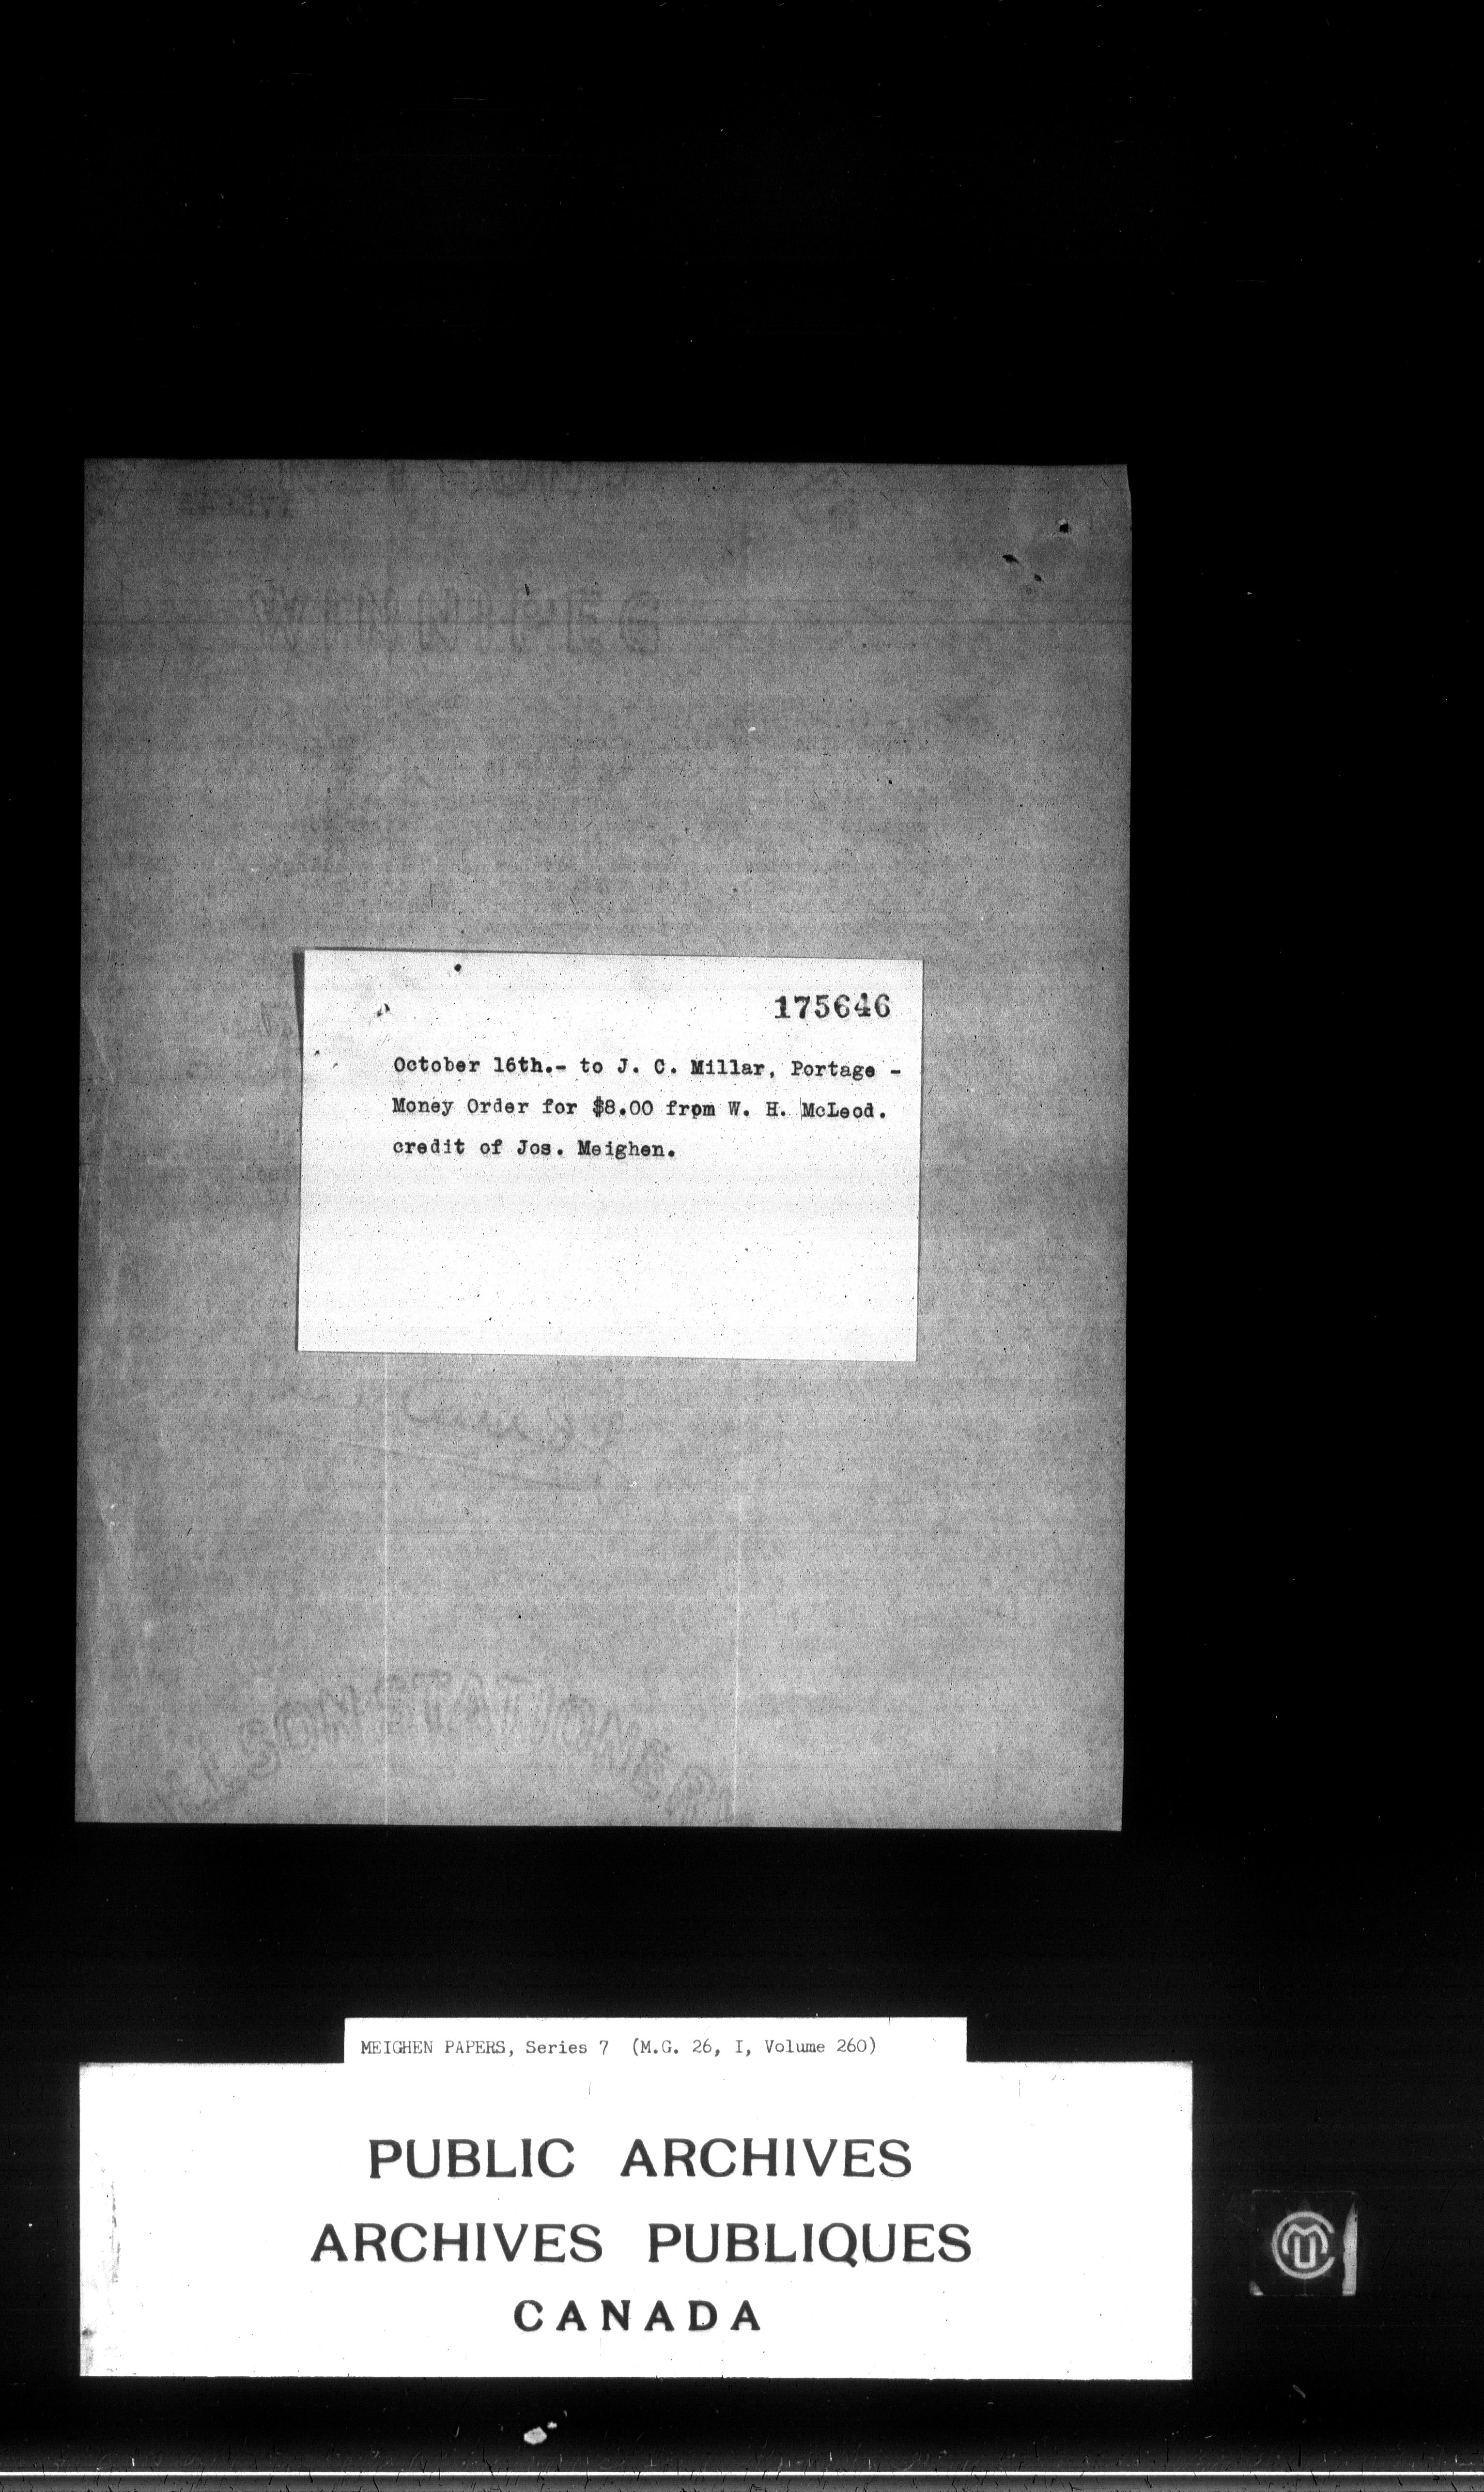 175646
October 16th.- to J. C. Millar, Portage -
Money Order for $8.00 from W. H. McLeod.
credit of Jos. Meighen.
MEIGHEN PAPERS, Series 7 (M.G. 26, I, Volume 260)
PUBLIC ARCHIVES
ARCHIVES PUBLIQUES
CANADA